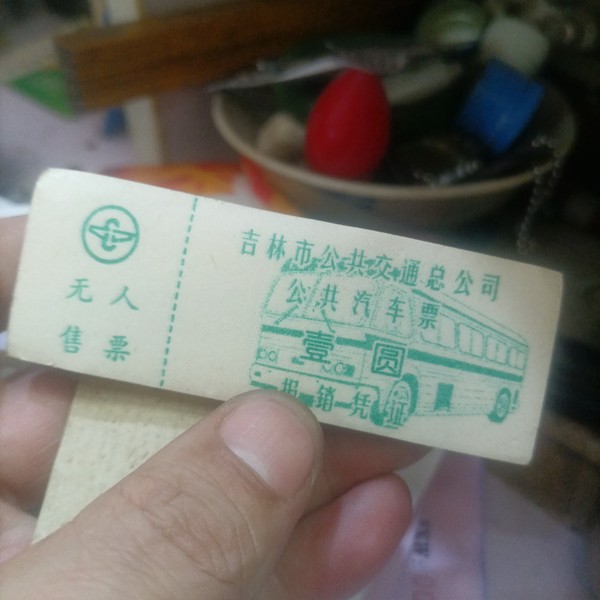 无人
售票
吉林市公共交通总公司
公共汽车票
壹圆
报销凭证